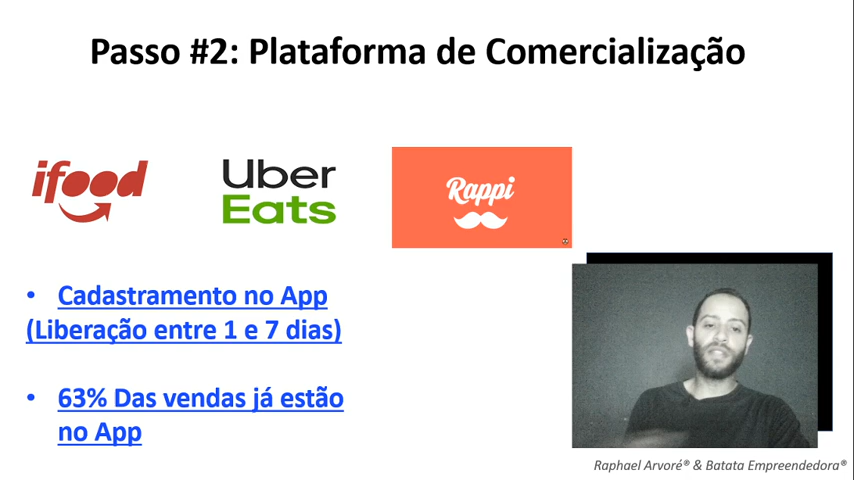 Passo #2: Plataforma de Comercialização
ifood
Uber
Eats
Rappi
• Cadastramento no App
(Liberação entre 1 e 7 dias)
• 63% Das vendas já estão
no App
Raphael Arvoré® & Batata Empreendedora®